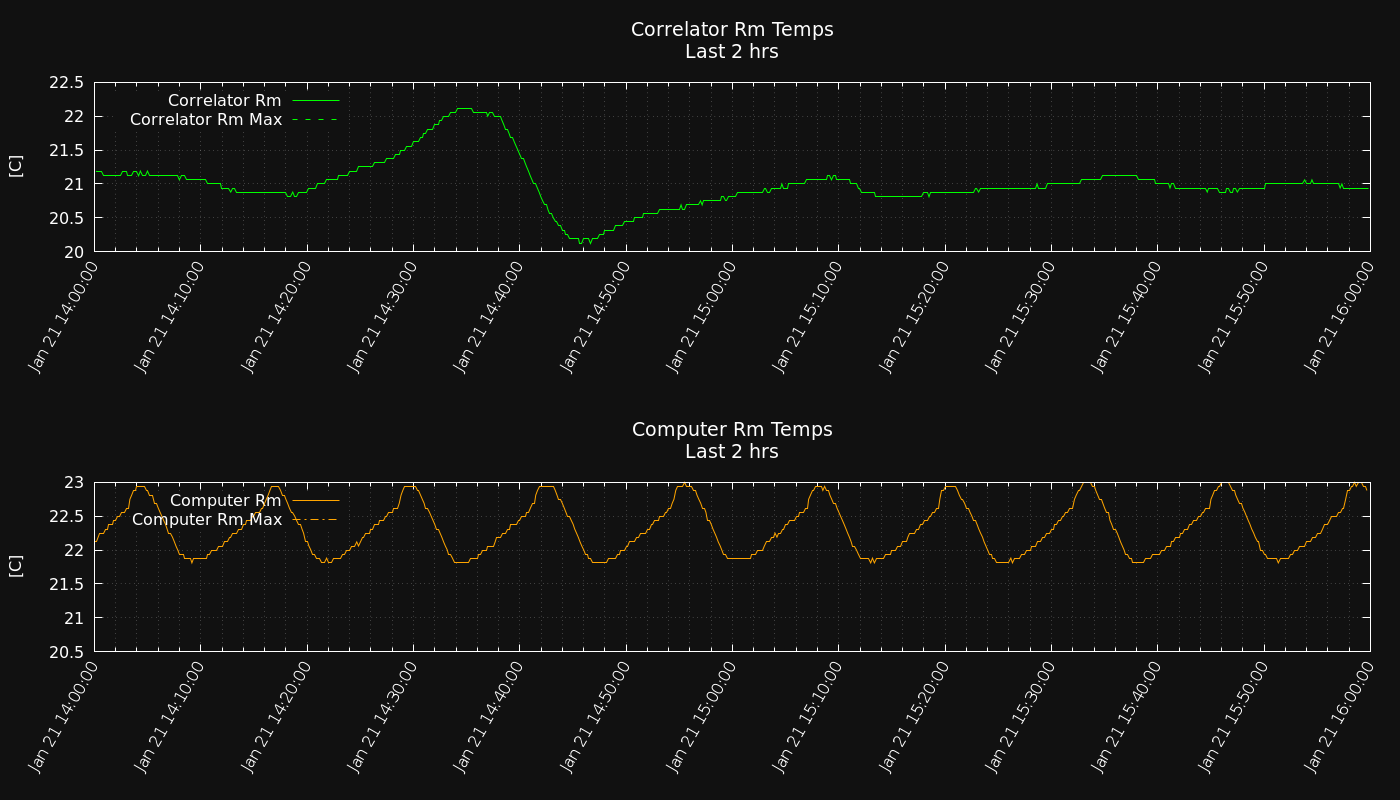 Correlator Rm Temps
Last 2 hrs
22.5
22
21.5
21
20.5
20
[C]
Correlator Rm
Correlator Rm Max
Jan 21 14:00:00
Jan 21 14:10:00
Jan 21 14:20:00
Jan 21 14:30:00
Jan 21 14:40:00
Jan 21 14:50:00
Jan 21 15:00:00
Jan 21 15:10:00
Jan 21 15:20:00
Jan 21 15:30:00
Jan 21 15:40:00
Jan 21 15:50:00
Jan 21 16:00:00
Computer Rm Temps
Last 2 hrs
23
22.5
22
21.5
21
20.5
[C]
Computer Rm
Computer Rm Max
Jan 21 14:00:00
Jan 21 14:10:00
Jan 21 14:20:00
Jan 21 14:30:00
Jan 21 14:40:00
Jan 21 14:50:00
Jan 21 15:00:00
Jan 21 15:10:00
Jan 21 15:20:00
Jan 21 15:30:00
Jan 21 15:40:00
Jan 21 15:50:00
Jan 21 16:00:00